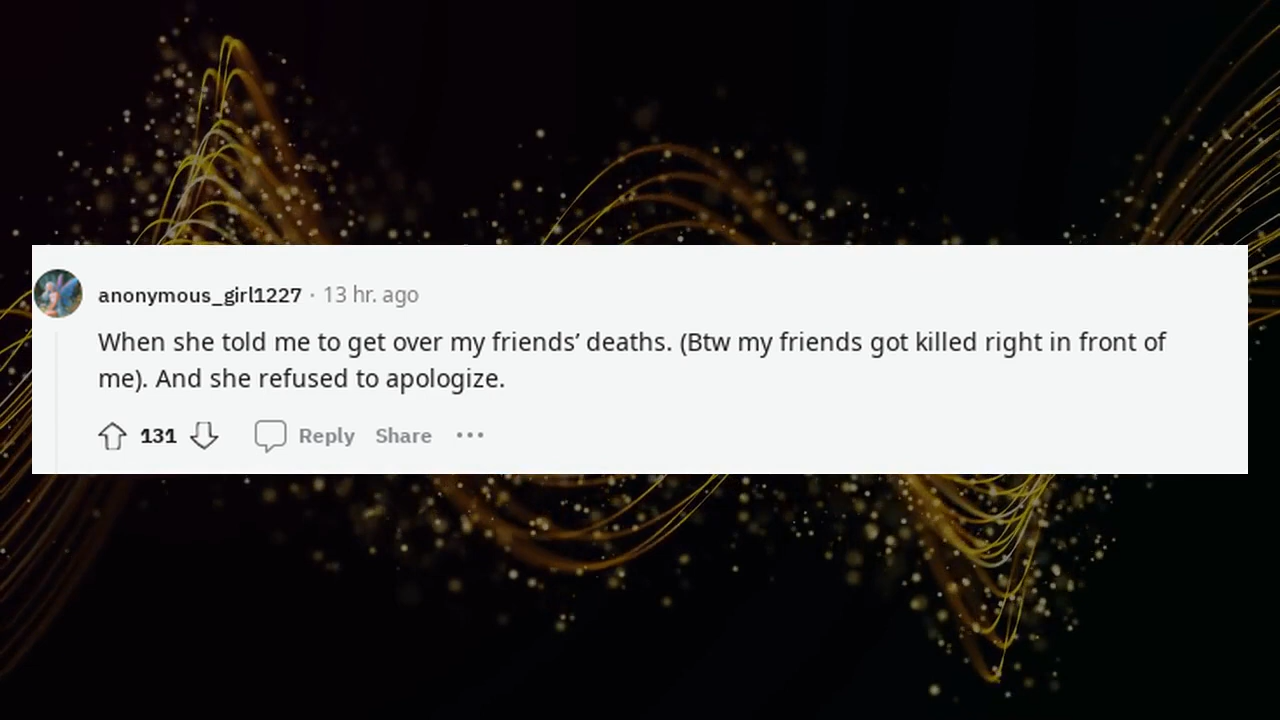 anonymous_girl1227 · 13 hr. ago
When she told me to get over my friends’ deaths. (Btw my friends got killed right in front of
me). And she refused to apologize.
131 Reply Share